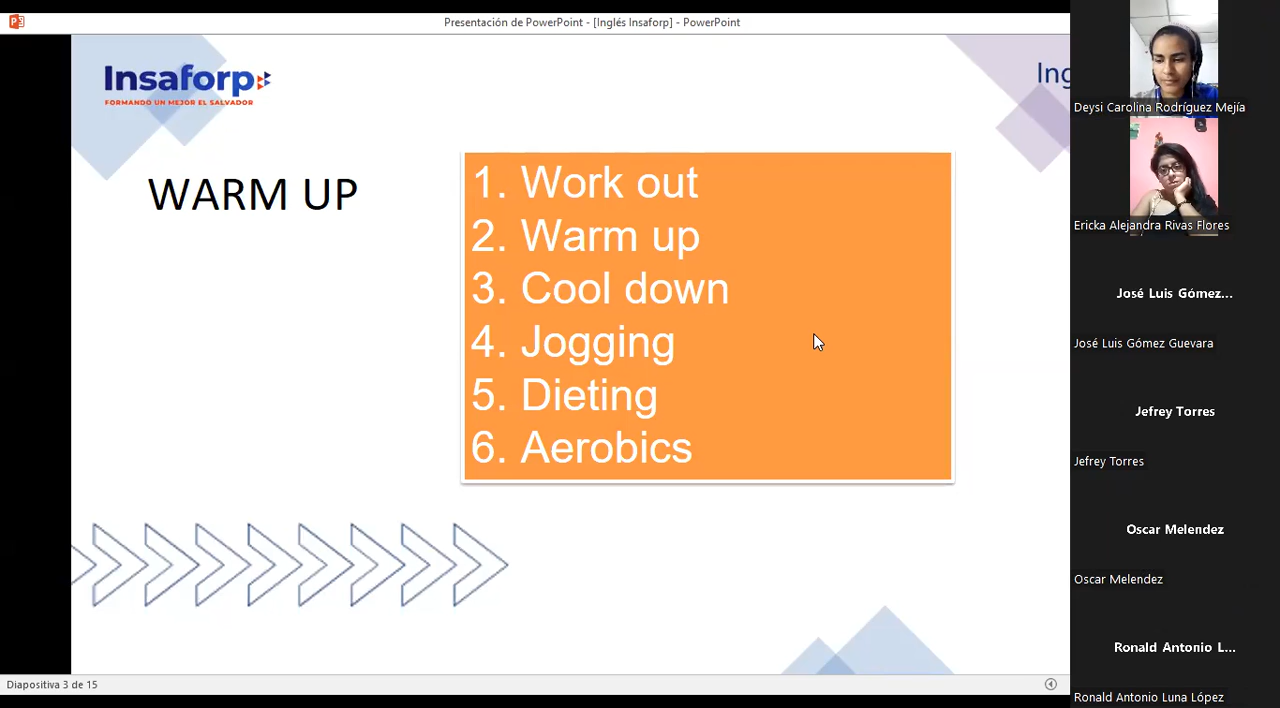 Presentación de PowerPoint - [Inglés Insaforp] - PowerPoint
Insaforp
FORMANDO UN MEJOR EL SALVADOR
Ing
WARM UP
1. Work out
2. Warm up
3. Cool down
4. Jogging
5. Dieting
6. Aerobics
Diapositiva 3 de 15
Deysi Carolina Rodríguez Mejía
Ericka Alejandra Rivas Flores
José Luis Gómez...
José Luis Gómez Guevara
Jefrey Torres
Jefrey Torres
Oscar Melendez
Oscar Melendez
Ronald Antonio L...
Ronald Antonio Luna López